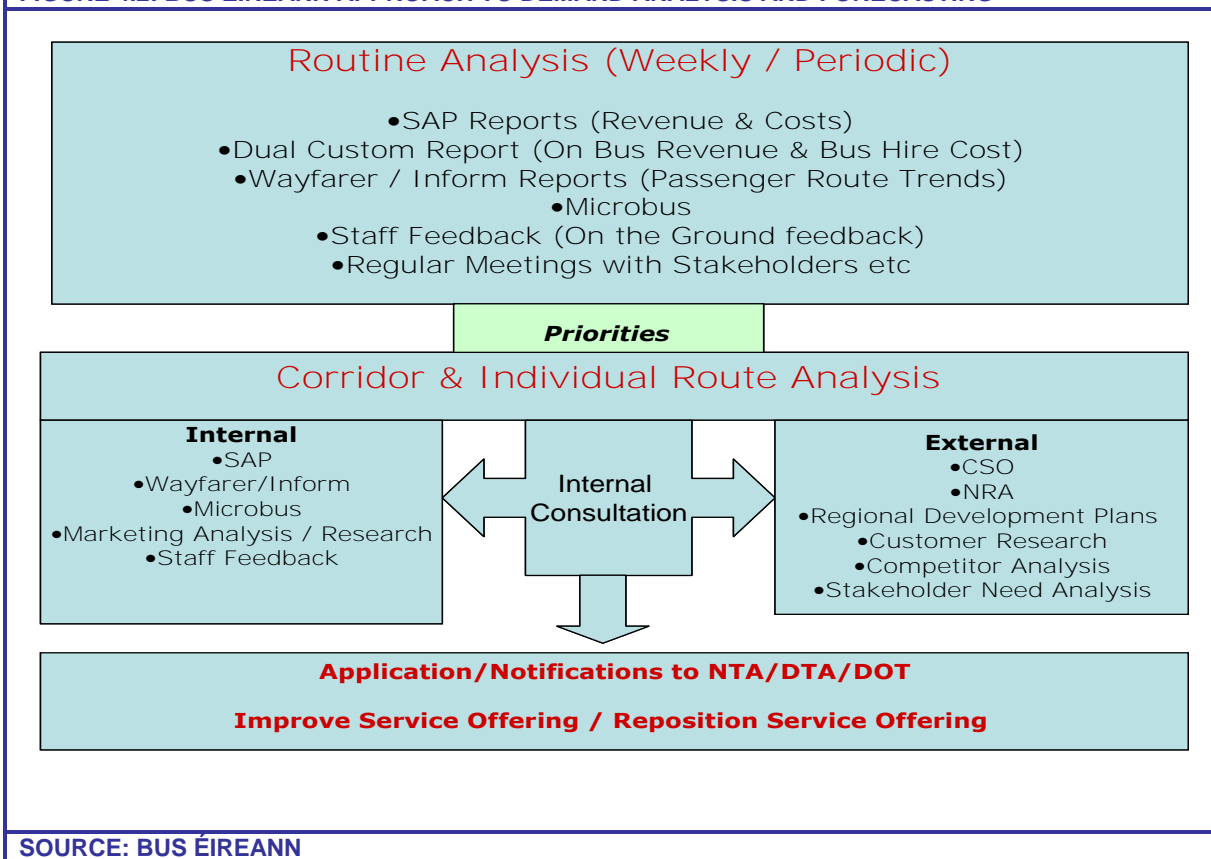 Routine Analysis (Weekly / Periodic)
•SAP Reports (Revenue & Costs)
•Dual Custom Report (On Bus Revenue & Bus Hire Cost)
•Wayfarer / Inform Reports (Passenger Route Trends)
•Microbus
•Staff Feedback (On the Ground feedback)
•Regular Meetings with Stakeholders etc
Priorities
Corridor & Individual Route Analysis
Internal
•SAP
•Wayfarer/Inform
•Microbus
•Marketing Analysis / Research
•Staff Feedback
Internal
Consultation
External
•CSO
•NRA
•Regional Development Plans
•Customer Research
•Competitor Analysis
•Stakeholder Need Analysis
Application/Notifications to NTA/DTA/DOT
Improve Service Offering / Reposition Service Offering
SOURCE: BUS ÉIREANN